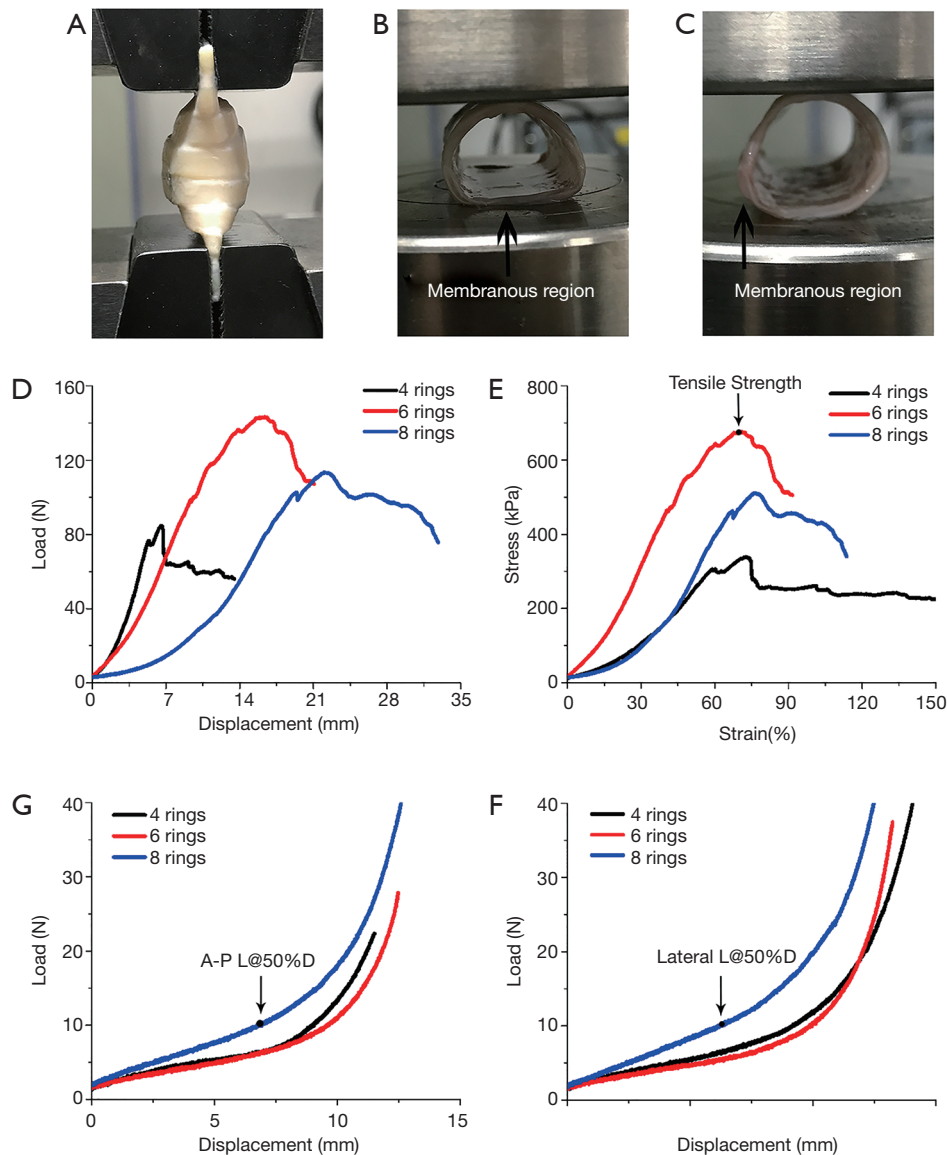 A
B
C
Membranous region
Membranous region
D
160
120
80
40
0
Load (N)
4 rings
6 rings
8 rings
0 7 14 21 28 35
Displacement (mm)
E
800
600
400
200
0
Stress (kPa)
Tensile Strength
4 rings
6 rings
8 rings
0 30 60 90 120 150
Strain(%)
G
40
30
20
10
0
Load (N)
4 rings
6 rings
8 rings
A-P L@50%D
0 5 10 15
Displacement (mm)
F
40
30
20
10
0
Load (N)
4 rings
6 rings
8 rings
Lateral L@50%D
Displacement (mm)